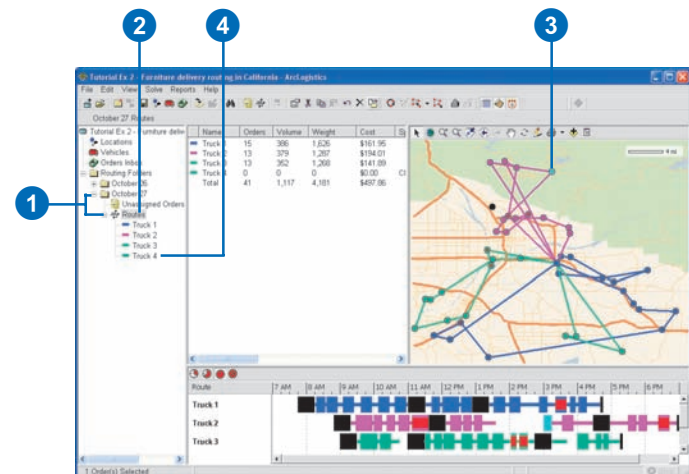 2
4
3
1
Tutorial Ex 2 - Furniture delivery routing in California - ArcLogistics
File Edit View Solve Reports Help
October 27 Routes
Tutorial Ex 2 - Furniture deliv
Locations
Vehicles
Orders Inbox
Routing Folders
October 26
October 27
Unassigned Orders
Routes
Truck 1
Truck 2
Truck 3
Truck 4
Name Orders Volume Weight Cost
Truck 15 386 1,626 $161.95
Truck 13 379 1,287 $194.01
Truck 13 352 1,268 $141.89
Truck 0 0 0 $0.00
Total 41 1,117 4,181 $497.86
4 mi
Route 7 AM 8 AM 9 AM 10 AM 11 AM 12 PM 1 PM 2 PM 3 PM 4 PM 5 PM 6 PM
Truck 1
Truck 2
Truck 3
1 Order(s) Selected